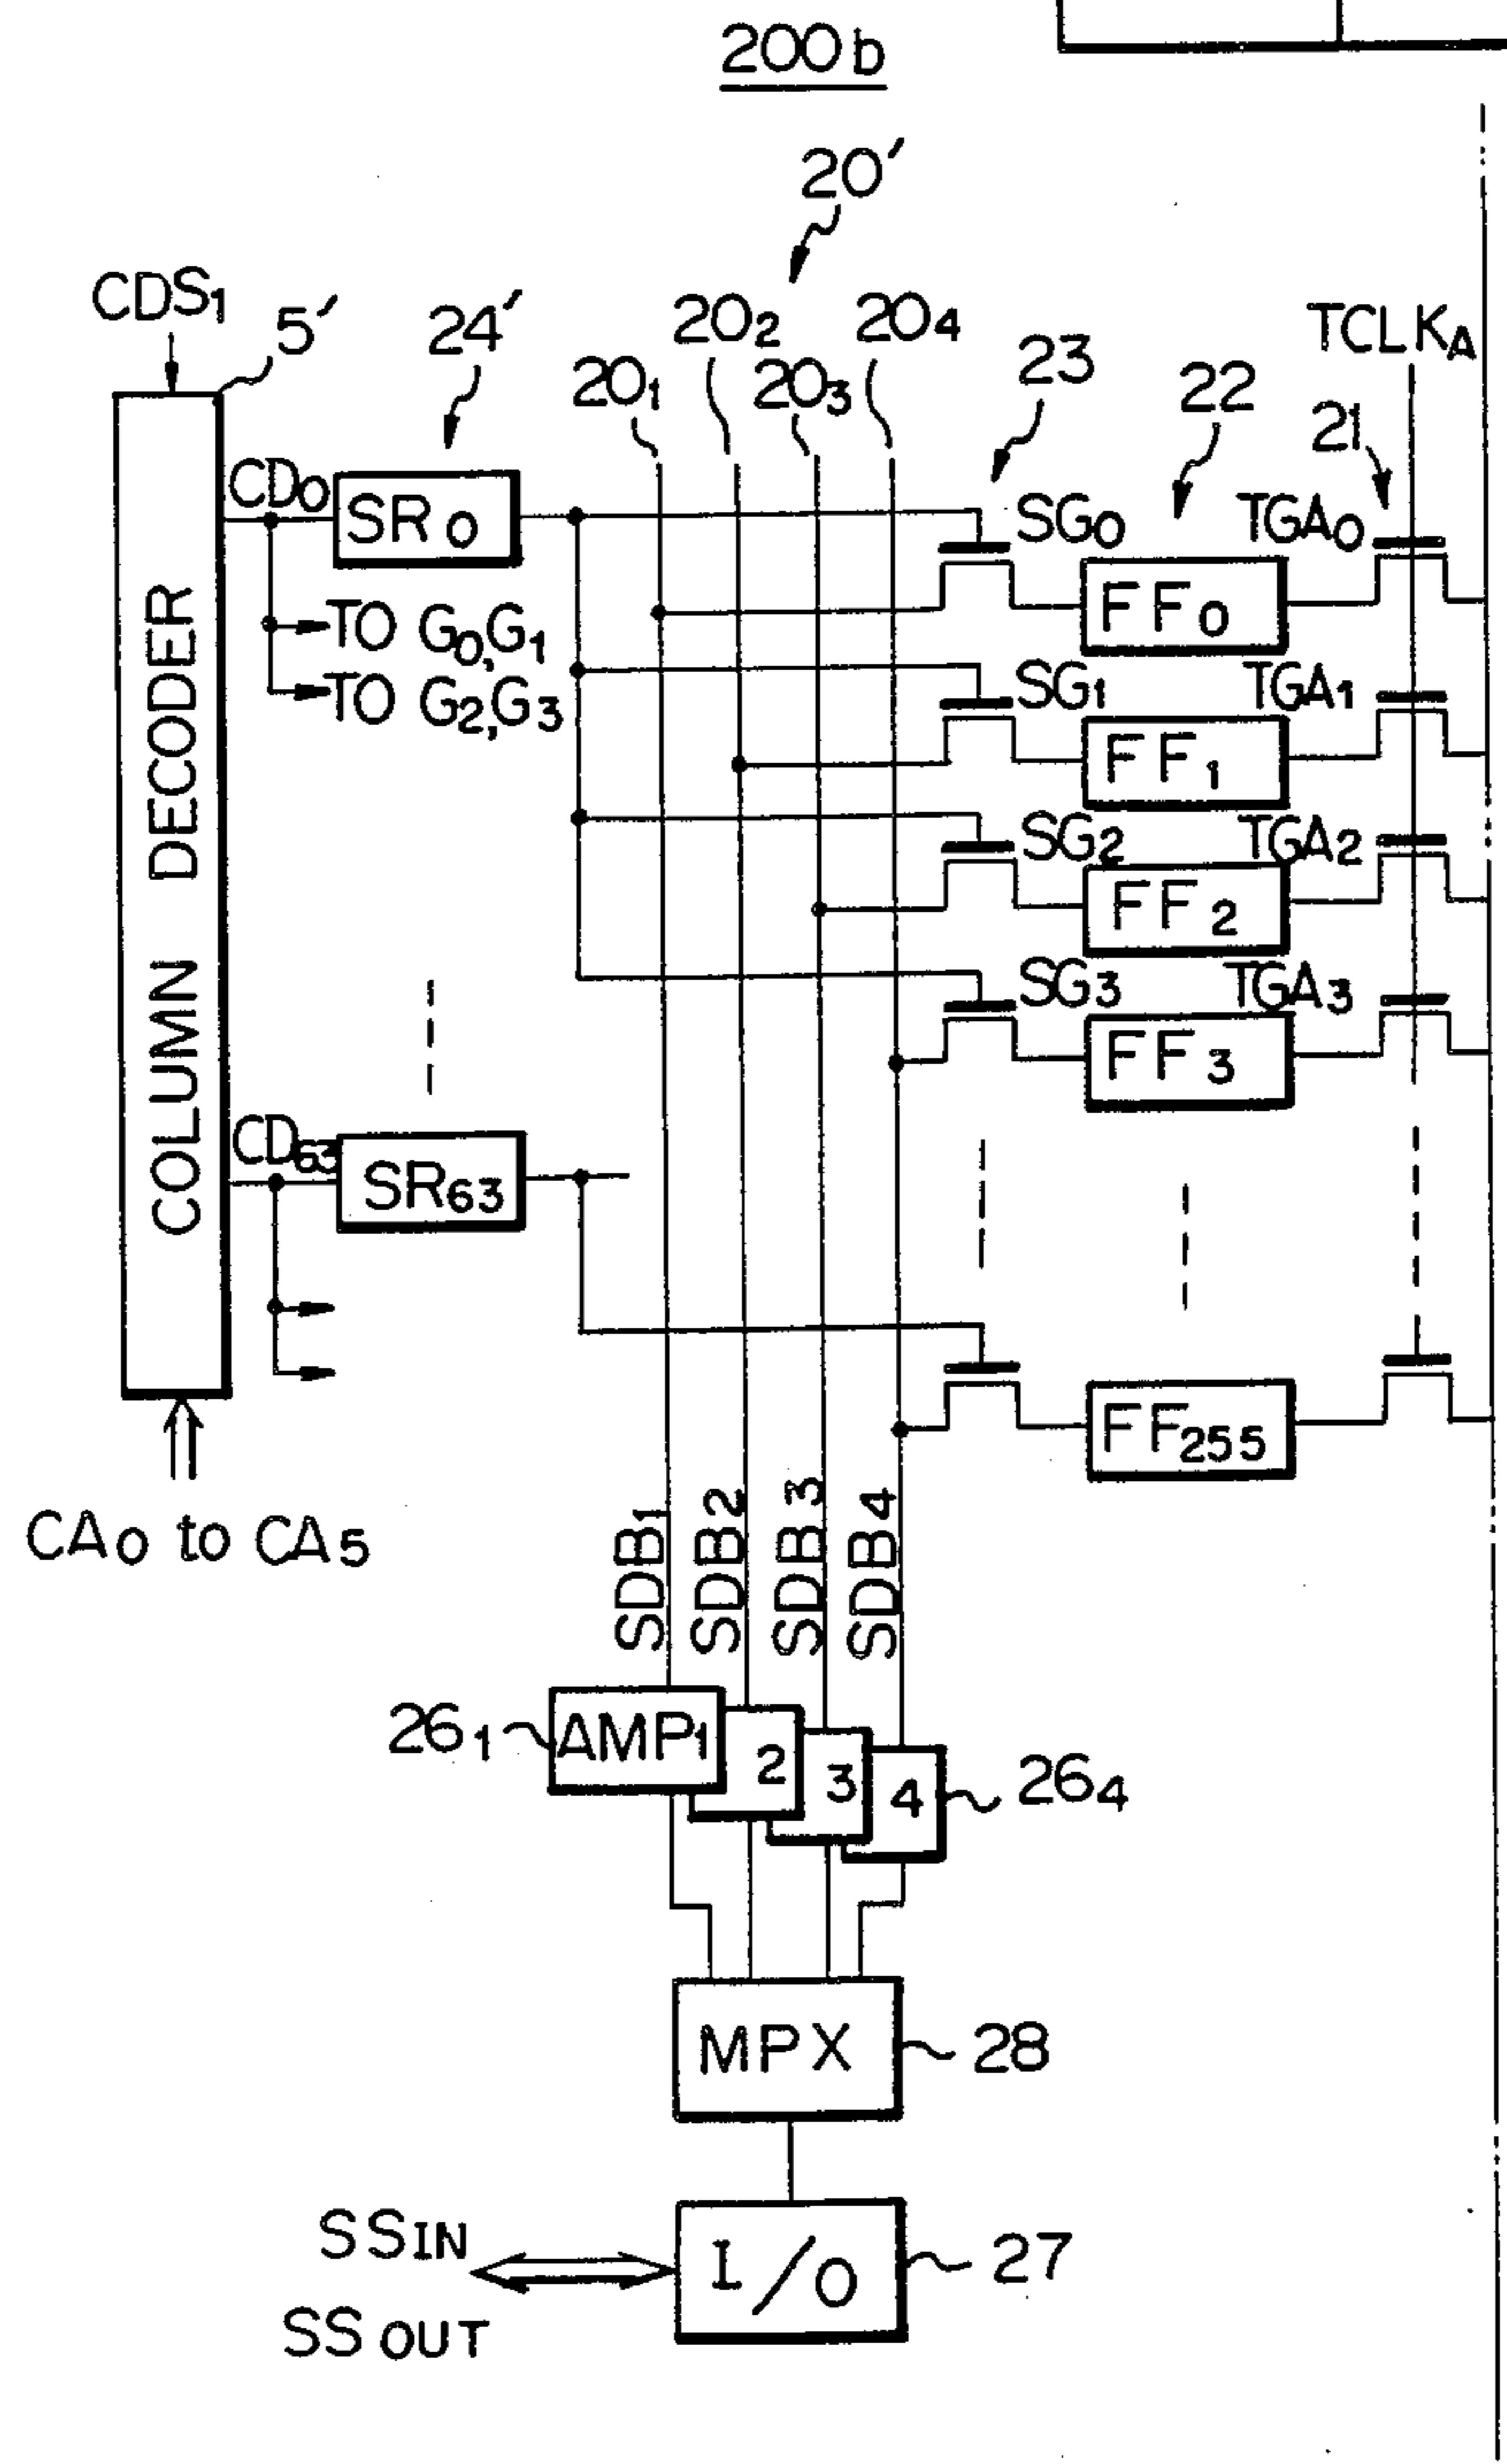 200b
20'
CDS1
5'
24'
201
202
203
204
23
22
TCLKA
21
CD0
SR0
SG0
FF0
TGA0
TO G0,G1
TO G2,G3
SG1
FF1
TGA1
SG2
FF2
TGA2
SG3
FF3
TGA3
COLUMN DECODER
CD63
SR63
FF255
CA0 to CA5
SDB1
SDB2
SDB3
SDB4
261
AMP1
2
3
4
264
MPX
28
SSIN
SSOUT
I/O
27